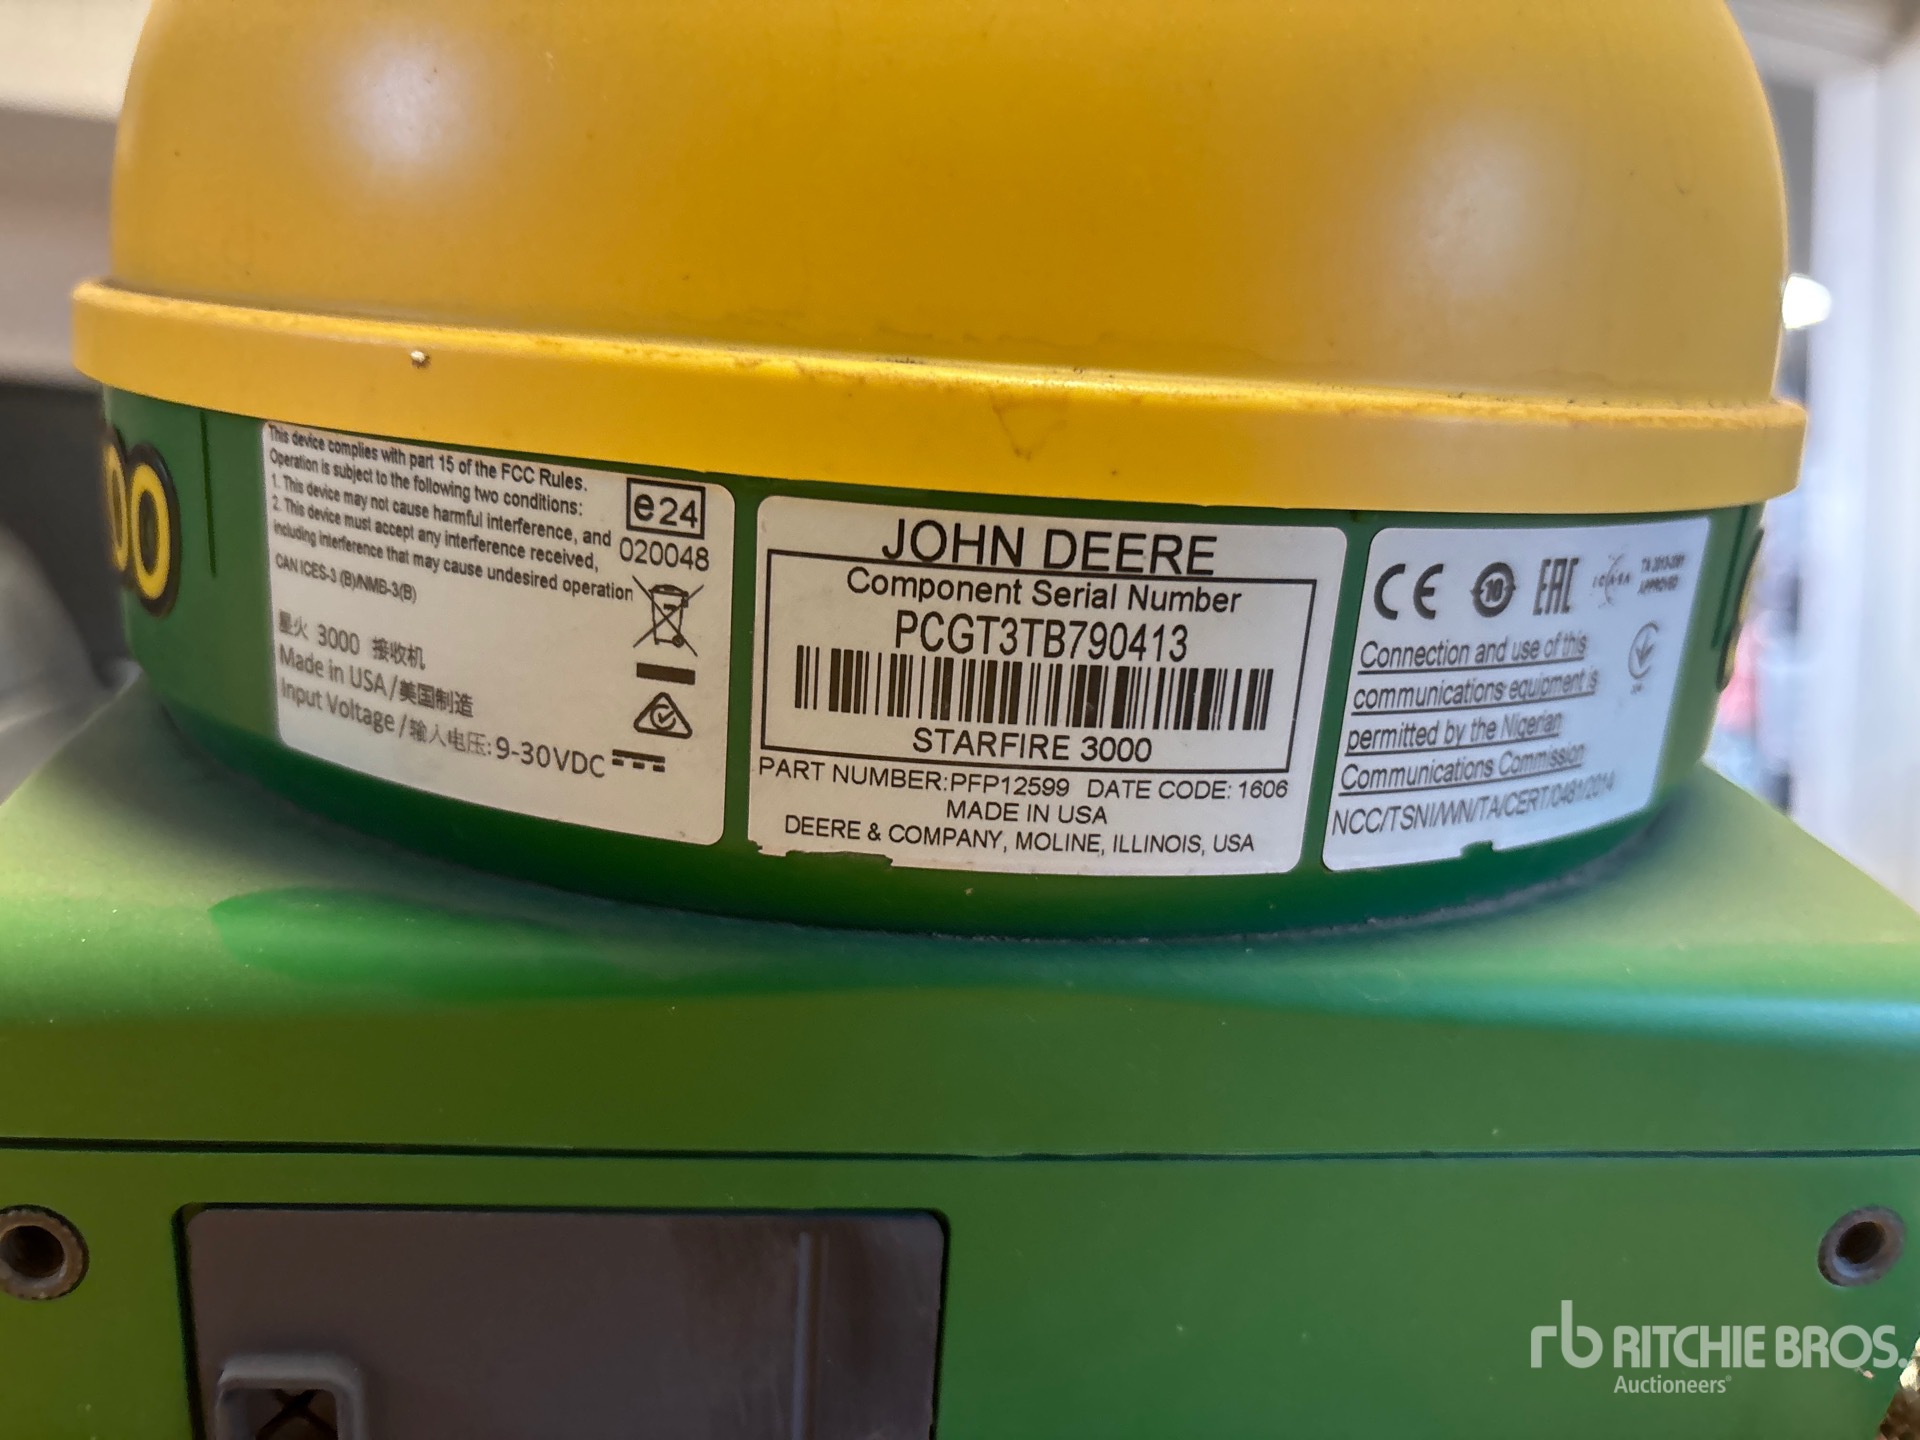 00
This device complies with part 15 of the FCC Rules.
Operation is subject to the following two conditions:
1. This device may not cause harmful interference, and
2. This device must accept any interference received,
including interference that may cause undesired operation
CAN ICES-3 (B)/NMB-3(B)
e24
020048
星火 3000 接收机
Made in USA/美国制造
Input Voltage/输入电压: 9-30VDC
JOHN DEERE
Component Serial Number
PCGT3TB790413
STARFIRE 3000
PART NUMBER:PFP12599 DATE CODE: 1606
MADE IN USA
DEERE & COMPANY, MOLINE, ILLINOIS, USA
CE 10 EAC ICASA
APPROVED
Connection and use of this
communications equipment is
permitted by the Nigerian
Communications Commission
NCC/TSNI/WN/TA/CERT/0481/2014
rb RITCHIE BROS.
Auctioneers